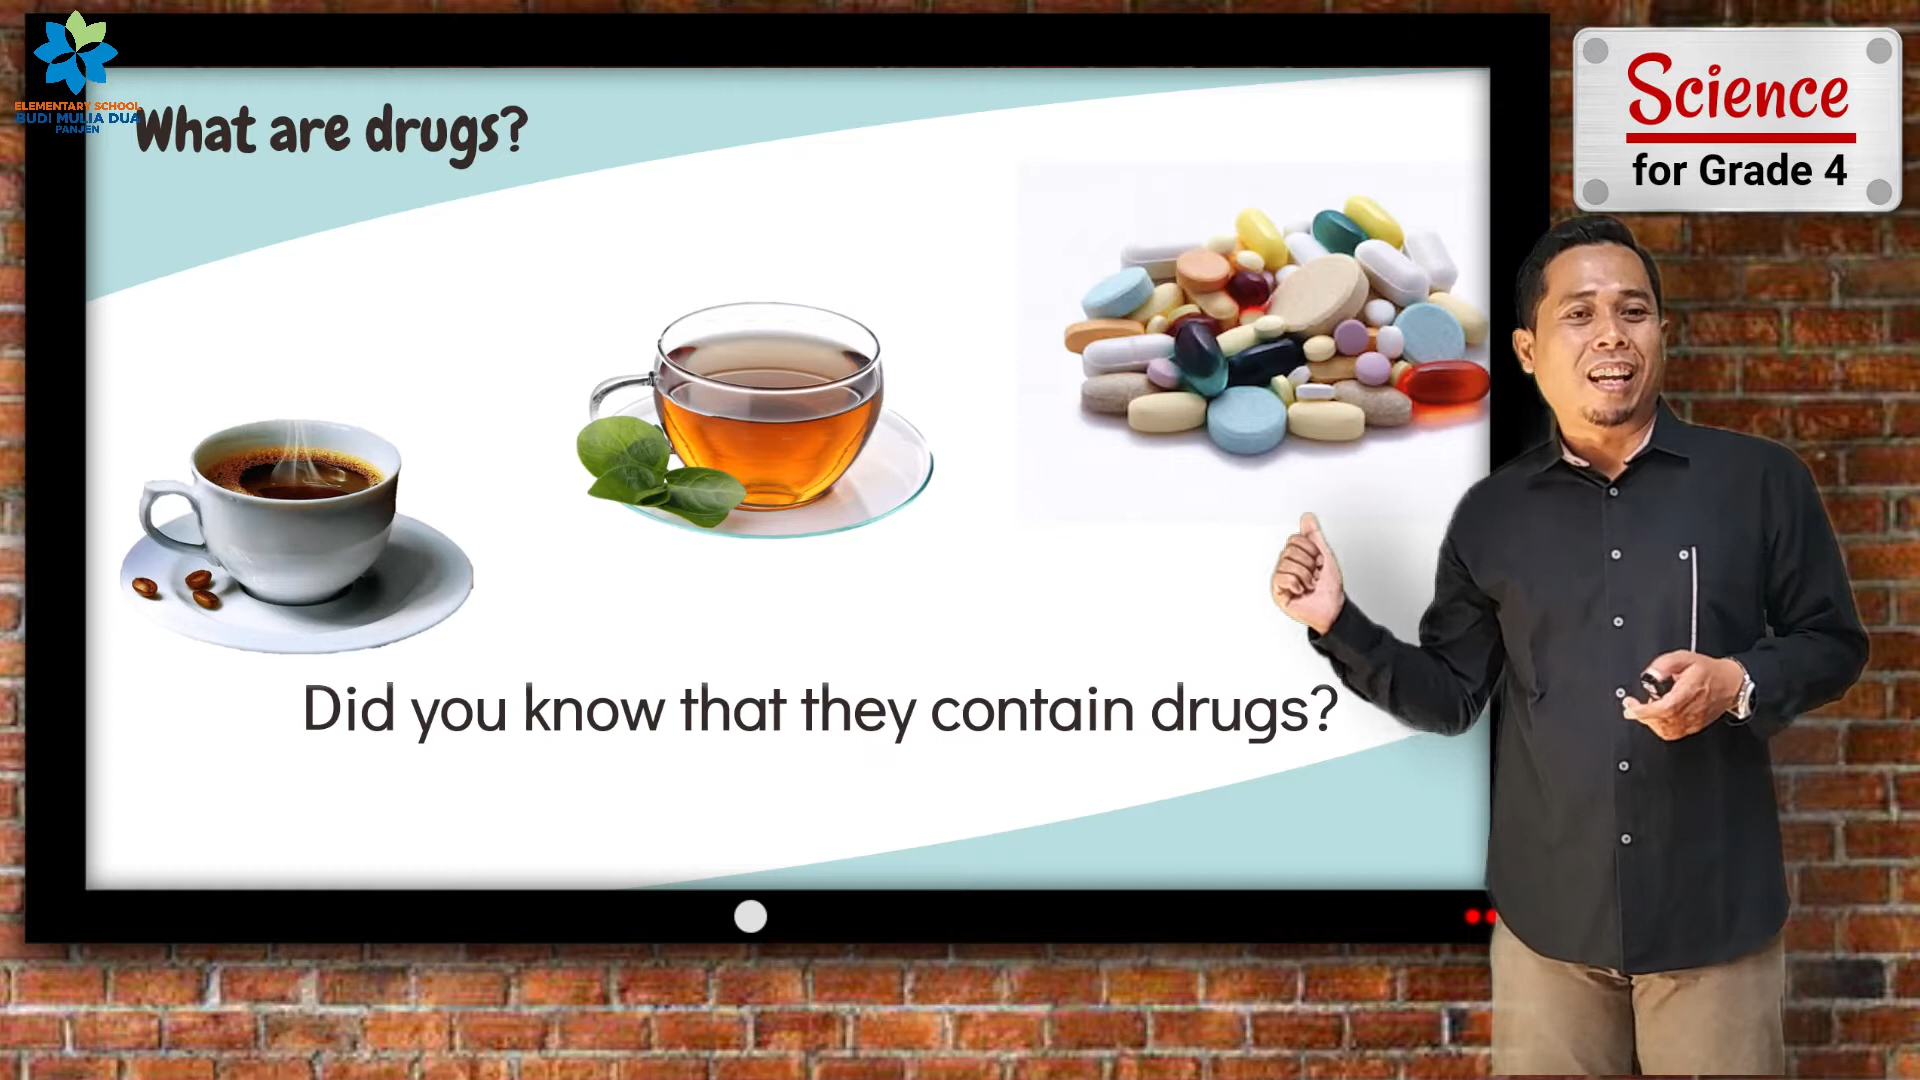 ELEMENTARY SCHOOL
BUDI MULIA DUA
PANJEN
What are drugs?
Science
for Grade 4
Did you know that they contain drugs?